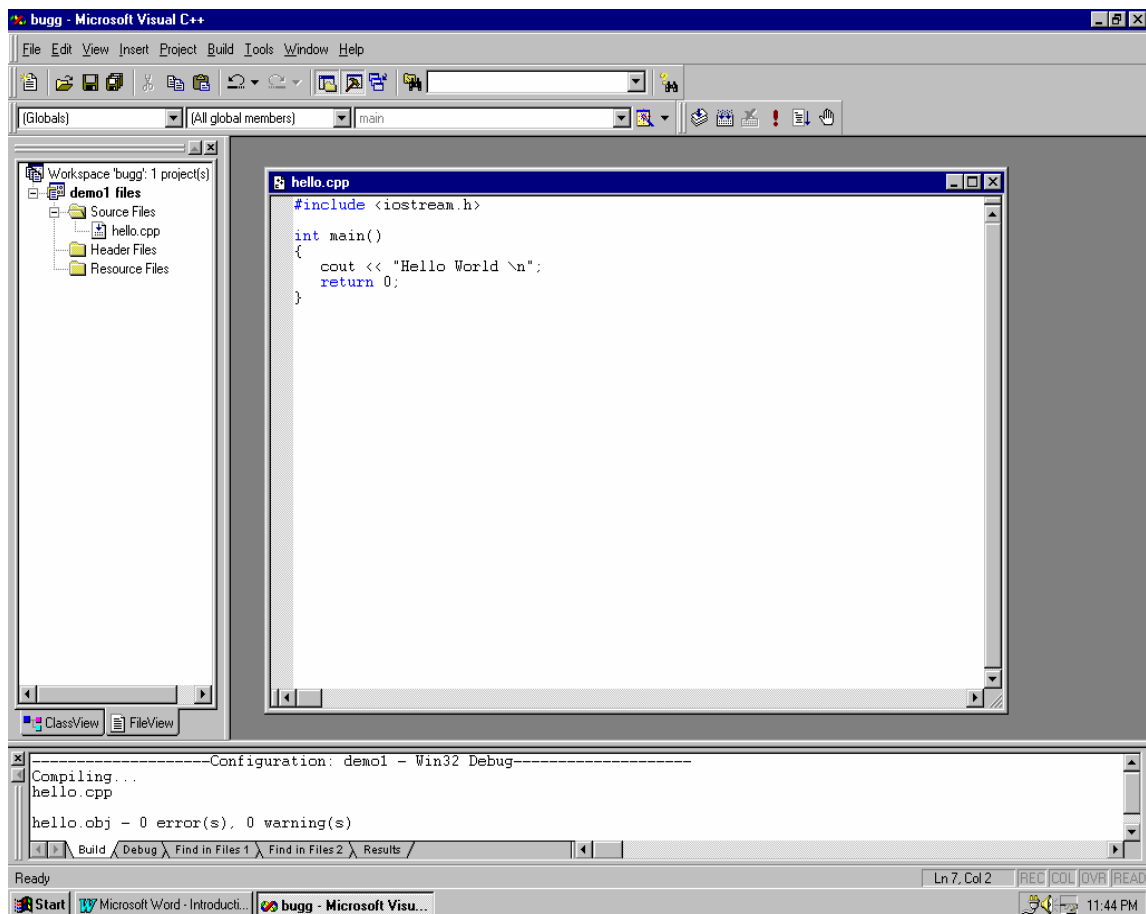 bugg - Microsoft Visual C++
File Edit View Insert Project Build Tools Window Help
(Globals) (All global members) main
Workspace 'bugg': 1 project(s)
demo1 files
Source Files
hello.cpp
Header Files
Resource Files
ClassView FileView
hello.cpp
#include <iostream.h>
int main()
{
cout << "Hello World \n";
return 0;
}
--------------------Configuration: demo1 - Win32 Debug--------------------
Compiling...
hello.cpp
hello.obj - 0 error(s), 0 warning(s)
Build Debug Find in Files 1 Find in Files 2 Results
Ready Ln 7, Col 2 REC COL OVR READ
Start Microsoft Word - Introducti... bugg - Microsoft Visu... 11:44 PM